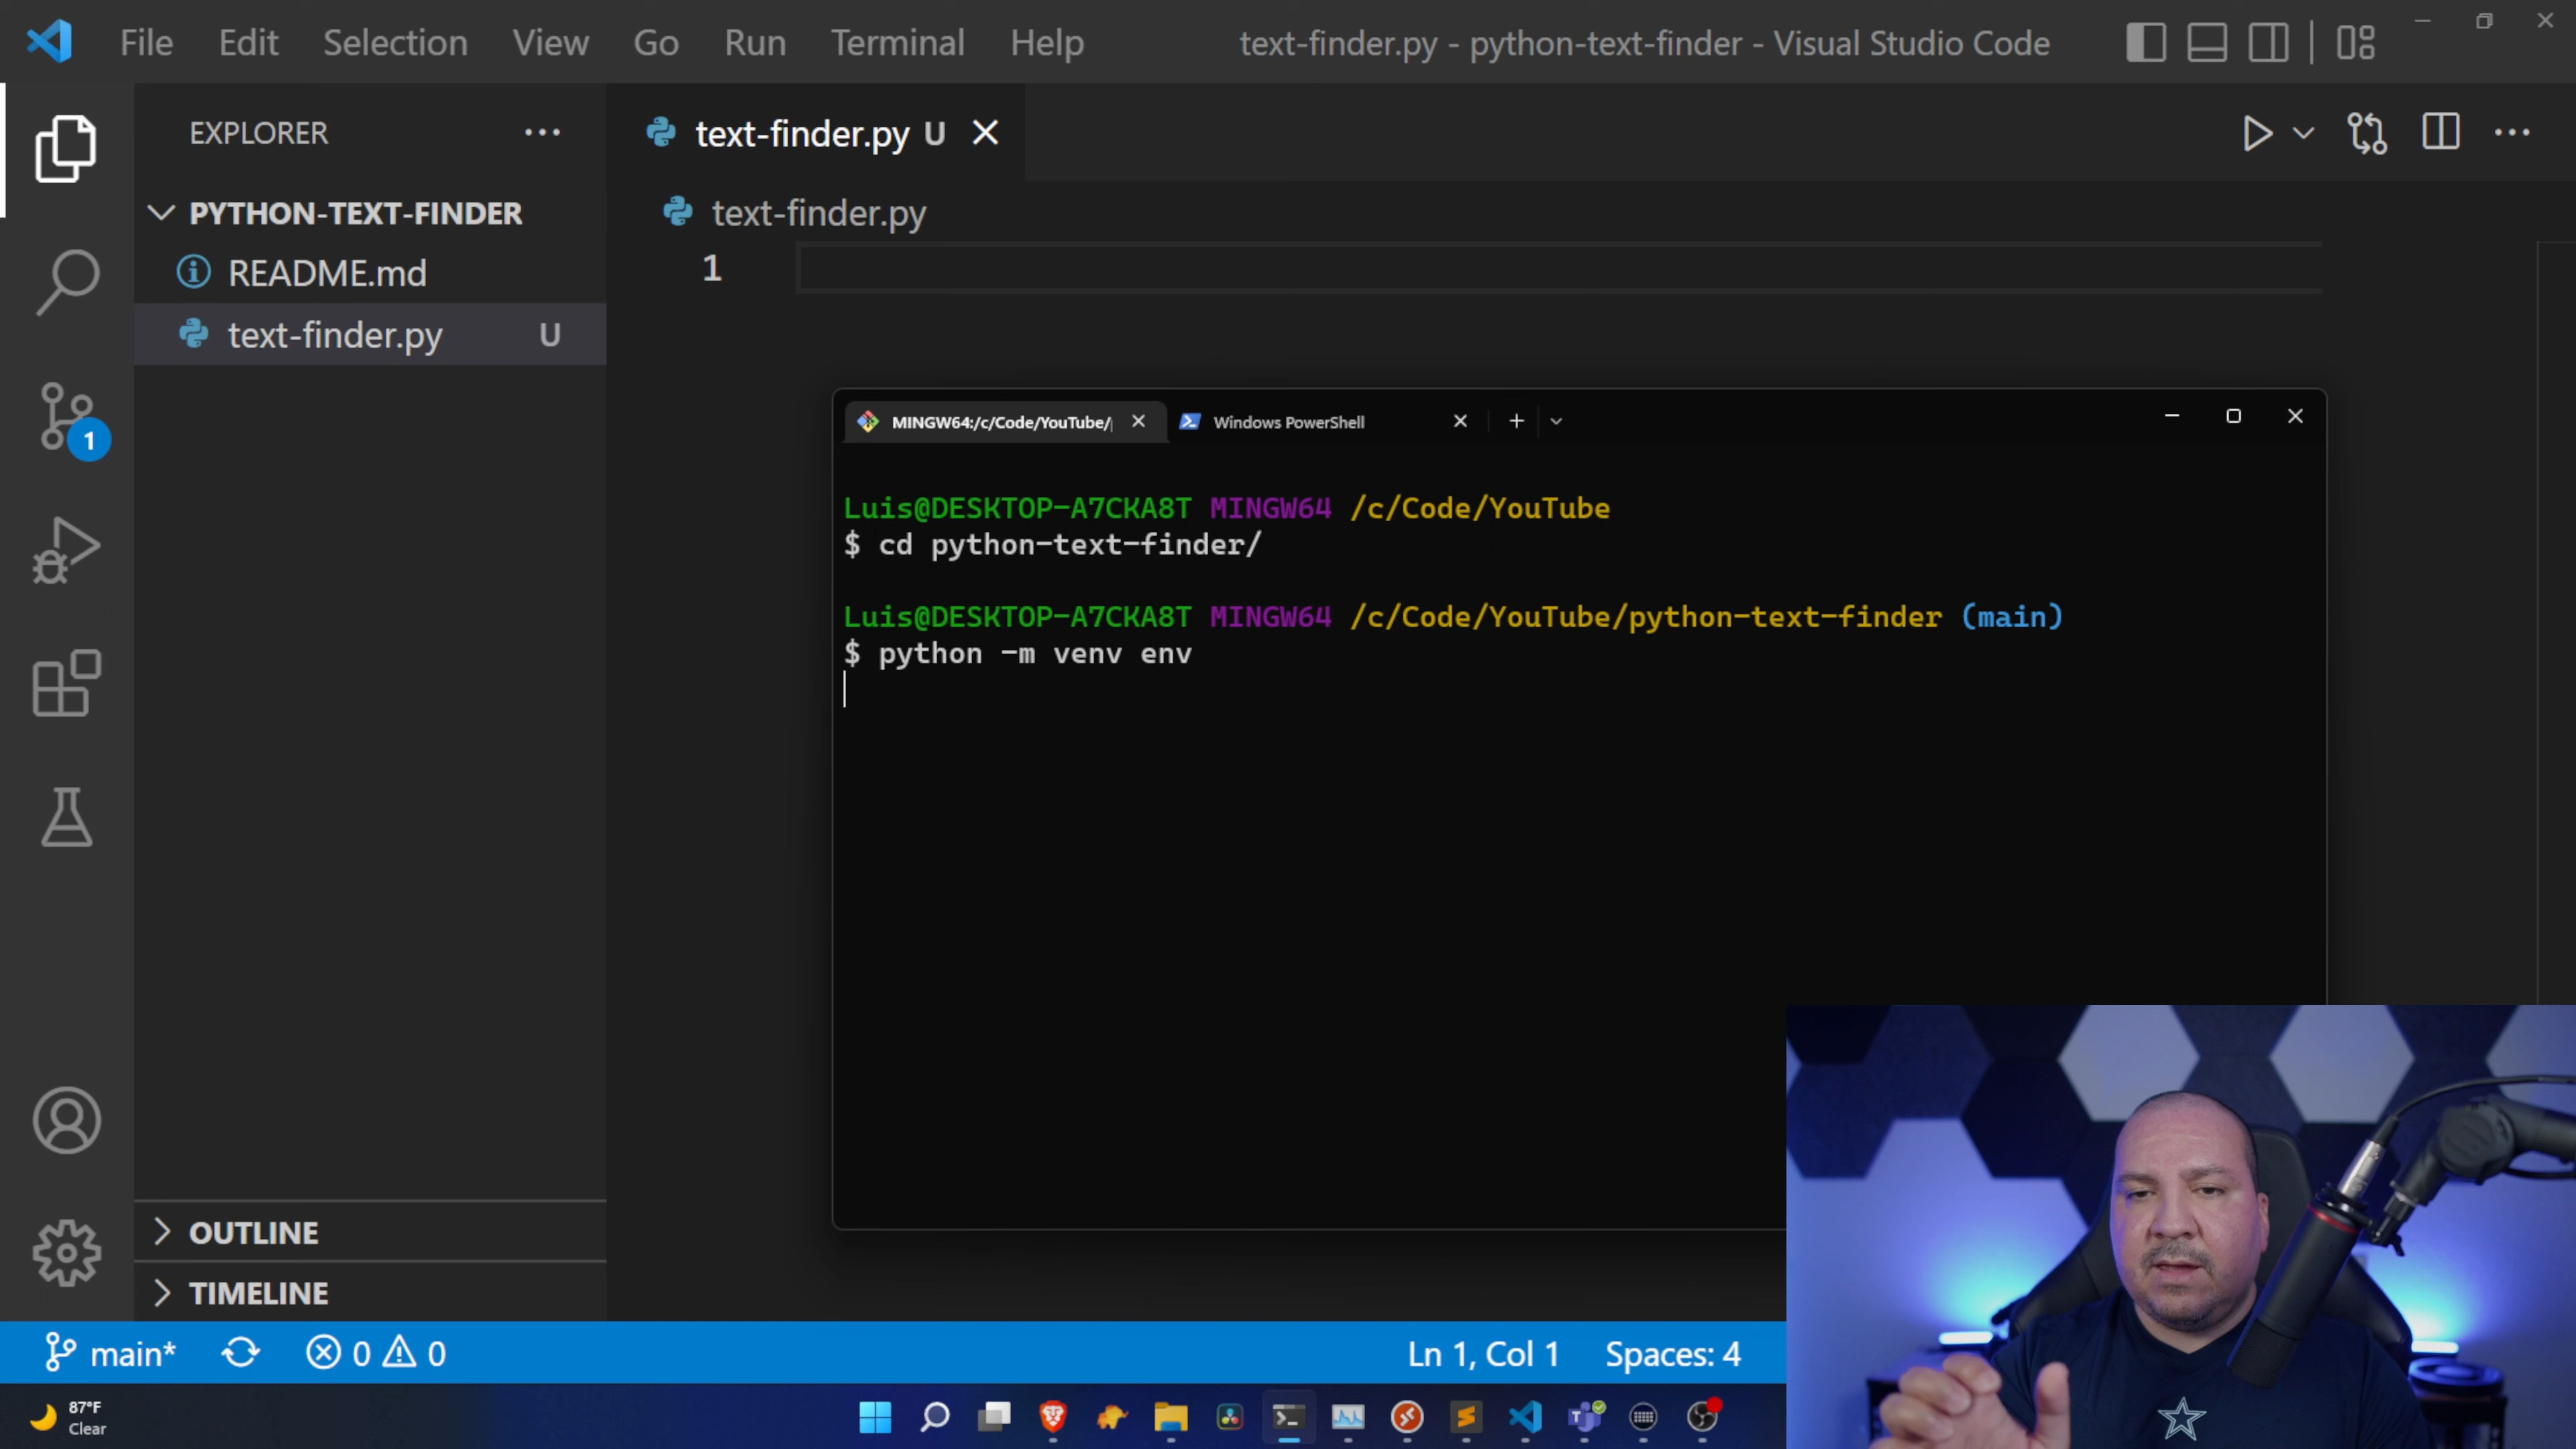 File Edit Selection View Go Run Terminal Help text-finder.py - python-text-finder - Visual Studio Code
EXPLORER ···
text-finder.py U
PYTHON-TEXT-FINDER
README.md
text-finder.py U
text-finder.py
1
MINGW64:/c/Code/YouTube/
Windows PowerShell
Luis@DESKTOP-A7CKA8T MINGW64 /c/Code/YouTube
$ cd python-text-finder/
Luis@DESKTOP-A7CKA8T MINGW64 /c/Code/YouTube/python-text-finder (main)
$ python -m venv env
1
OUTLINE
TIMELINE
main* 0 0 Ln 1, Col 1 Spaces: 4
87°F
Clear